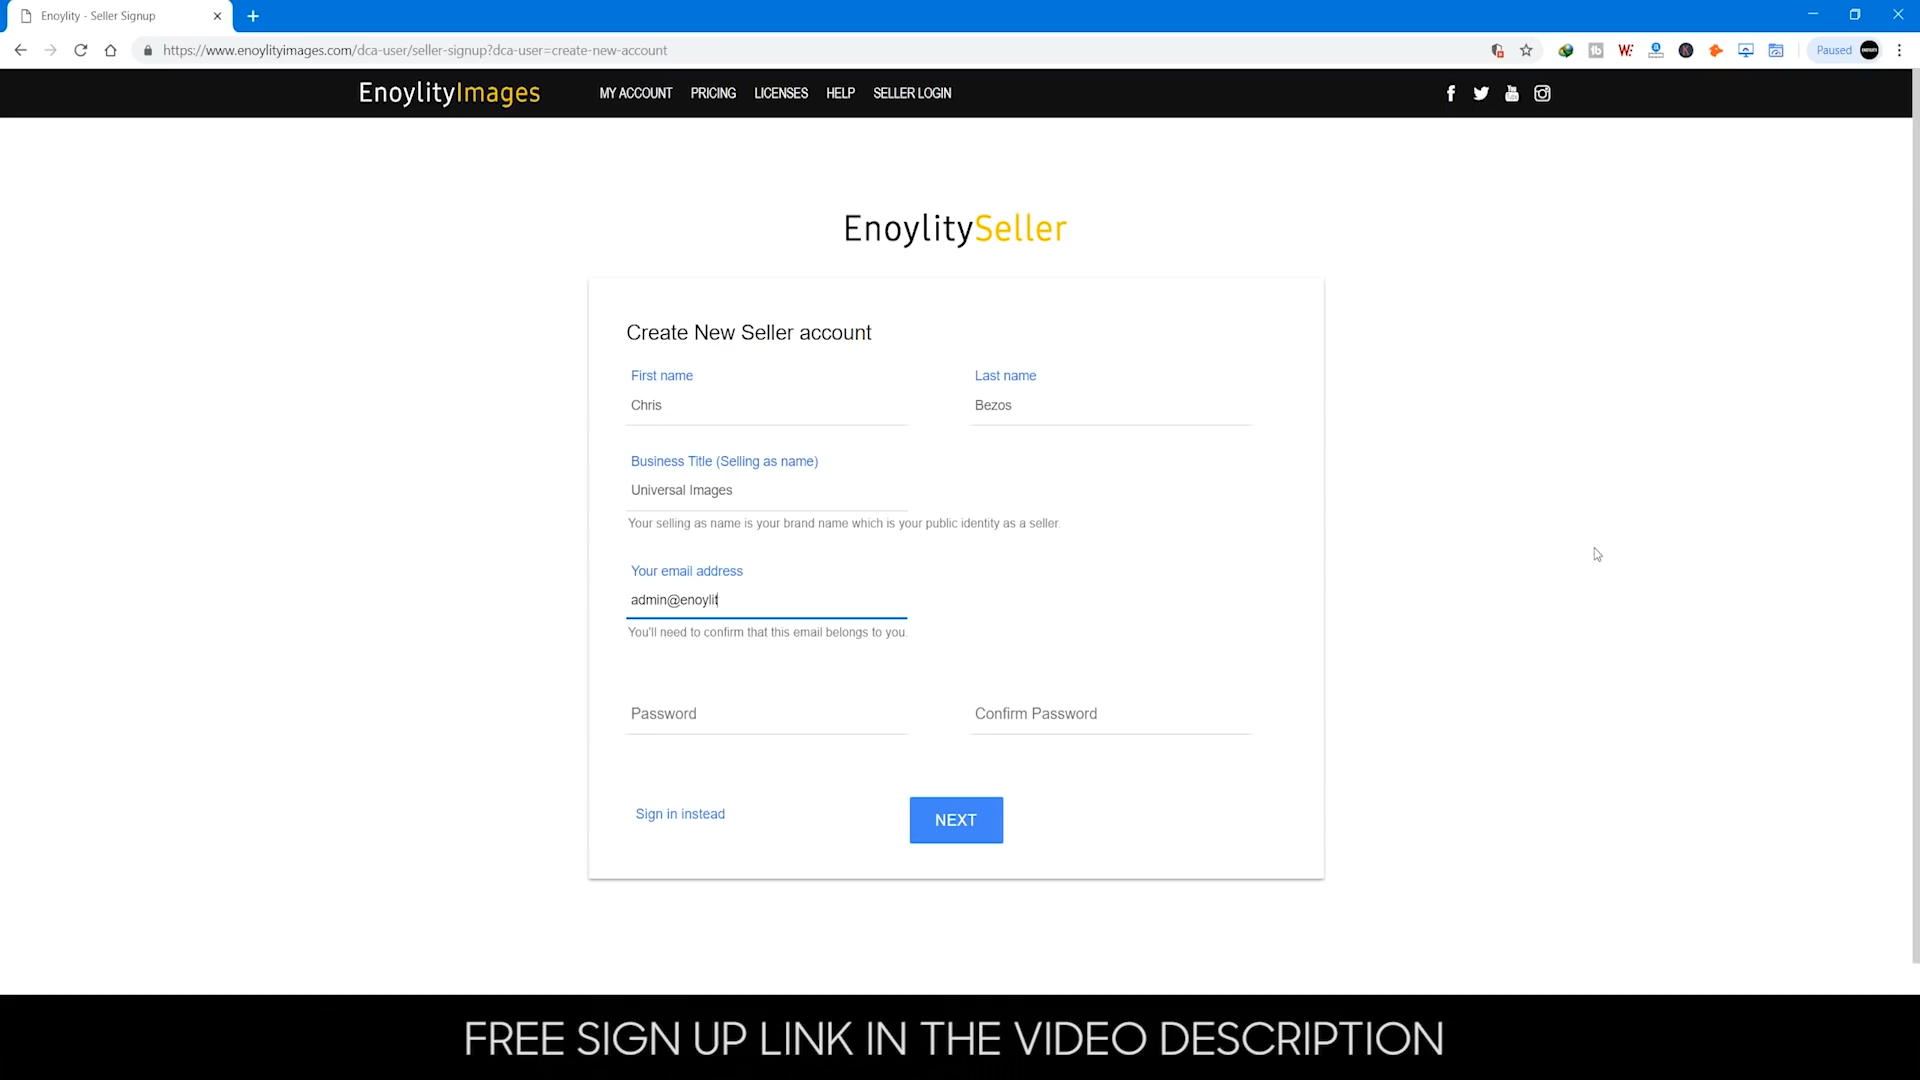 Enoylity - Seller Signup
https://www.enoylityimages.com/dca-user/seller-signup?dca-user=create-new-account
Paused
EnoylityImages
MY ACCOUNT PRICING LICENSES HELP SELLER LOGIN
EnoylitySeller
Create New Seller account
First name Last name
Chris Bezos
Business Title (Selling as name)
Universal Images
Your selling as name is your brand name which is your public identity as a seller.
Your email address
admin@enoylit
You'll need to confirm that this email belongs to you.
Password Confirm Password
Sign in instead NEXT
FREE SIGN UP LINK IN THE VIDEO DESCRIPTION